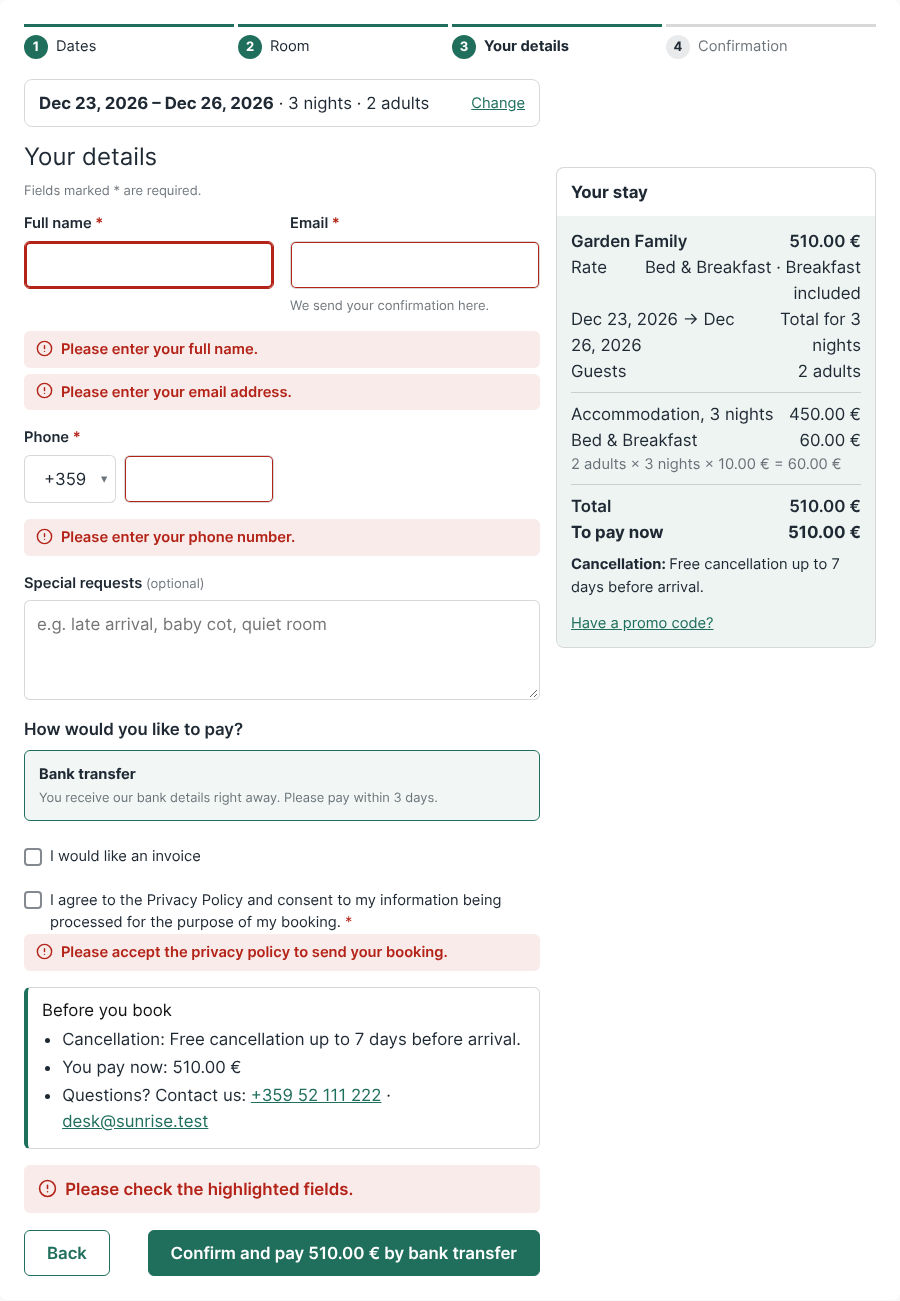 1 Dates
2 Room
3 Your details
4 Confirmation
Dec 23, 2026 – Dec 26, 2026 · 3 nights · 2 adults Change
Your details
Fields marked * are required.
Full name * Email *
We send your confirmation here.
Please enter your full name.
Please enter your email address.
Phone *
+359
Please enter your phone number.
Special requests (optional)
e.g. late arrival, baby cot, quiet room
How would you like to pay?
Bank transfer
You receive our bank details right away. Please pay within 3 days.
I would like an invoice
I agree to the Privacy Policy and consent to my information being
processed for the purpose of my booking. *
Please accept the privacy policy to send your booking.
Before you book
• Cancellation: Free cancellation up to 7 days before arrival.
• You pay now: 510.00 €
• Questions? Contact us: +359 52 111 222 ·
desk@sunrise.test
Please check the highlighted fields.
Back Confirm and pay 510.00 € by bank transfer
Your stay
Garden Family 510.00 €
Rate Bed & Breakfast · Breakfast
included
Dec 23, 2026 → Dec Total for 3
26, 2026 nights
Guests 2 adults
Accommodation, 3 nights 450.00 €
Bed & Breakfast 60.00 €
2 adults × 3 nights × 10.00 € = 60.00 €
Total 510.00 €
To pay now 510.00 €
Cancellation: Free cancellation up to 7
days before arrival.
Have a promo code?